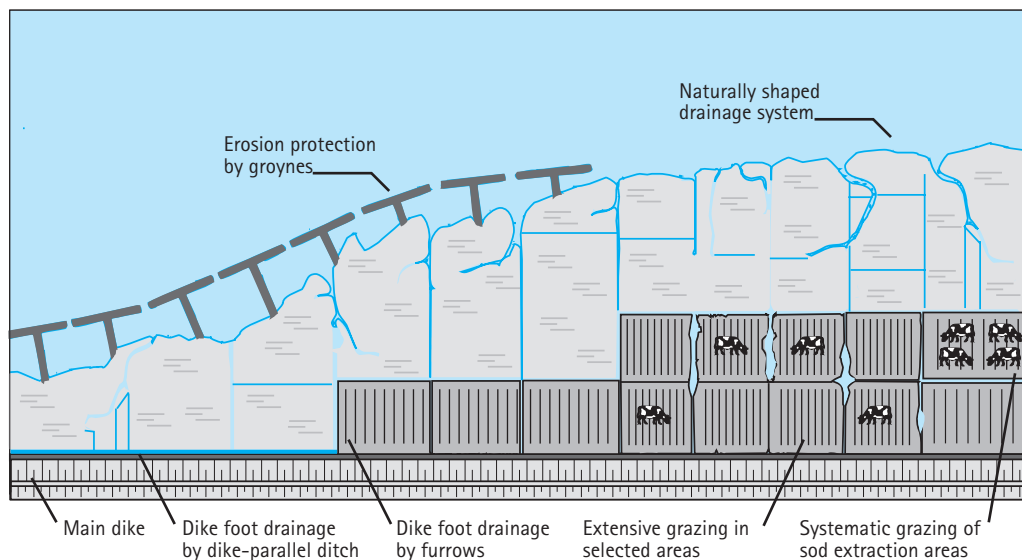 Naturally shaped
drainage system
Erosion protection
by groynes
Main dike
Dike foot drainage
by dike-parallel ditch
Dike foot drainage
by furrows
Extensive grazing in
selected areas
Systematic grazing of
sod extraction areas